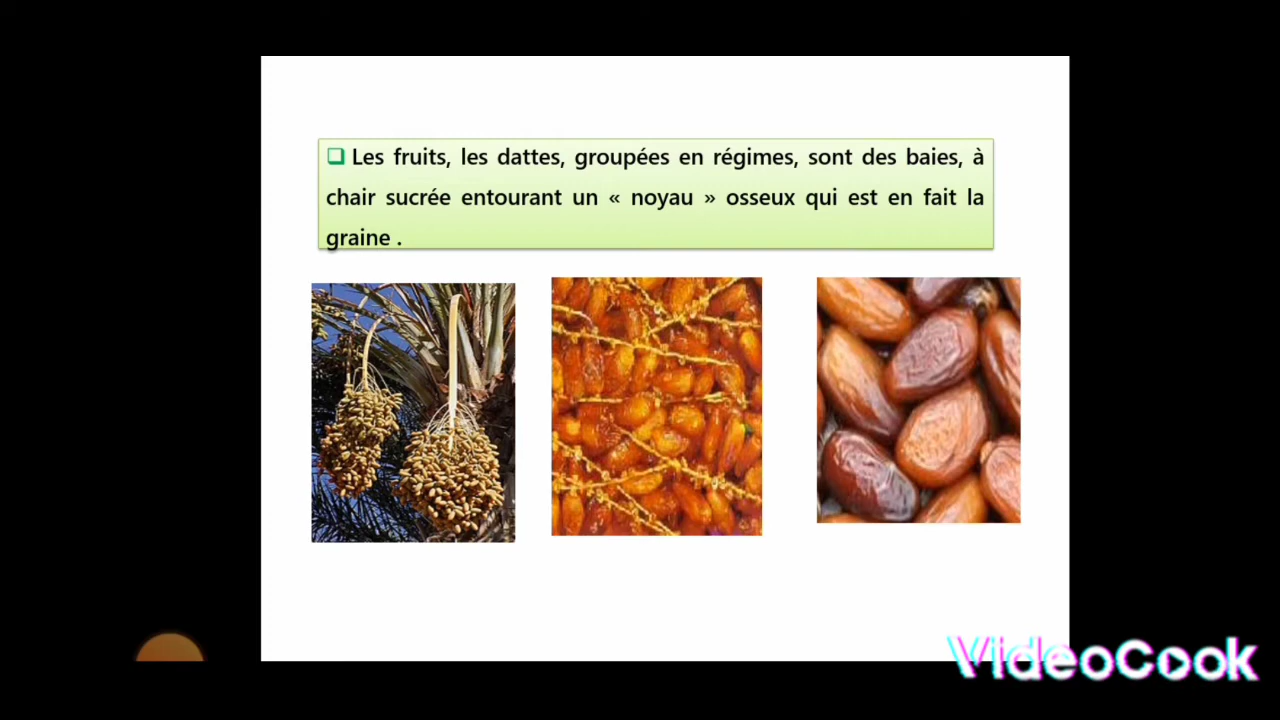 Les fruits, les dattes, groupées en régimes, sont des baies, à
chair sucrée entourant un « noyau » osseux qui est en fait la
graine .
VideoCook